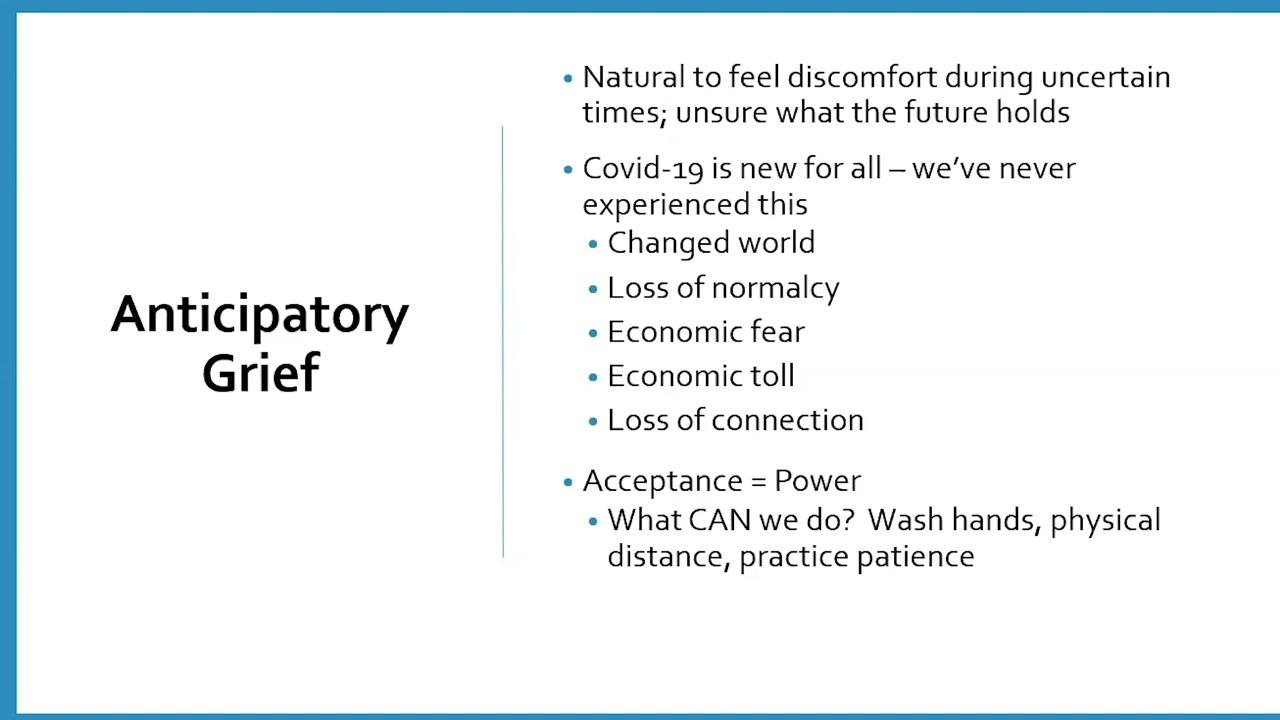 Anticipatory
Grief
• Natural to feel discomfort during uncertain
times; unsure what the future holds
• Covid-19 is new for all – we’ve never
experienced this
• Changed world
• Loss of normalcy
• Economic fear
• Economic toll
• Loss of connection
• Acceptance = Power
• What CAN we do?  Wash hands, physical
distance, practice patience